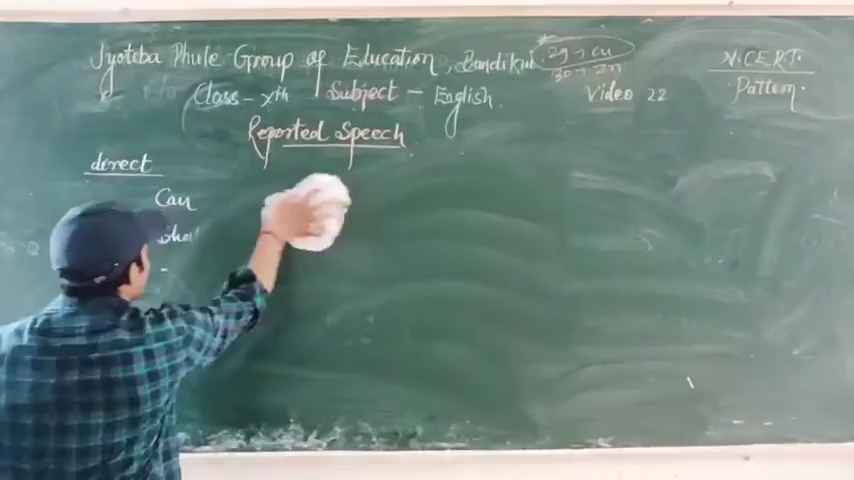 Jyotiba Phule Group of Education, Bandikui
N.C.E.R.T.
Class - Xth Subject - English. Video 22 Pattern
Reported Speech
direct
Can